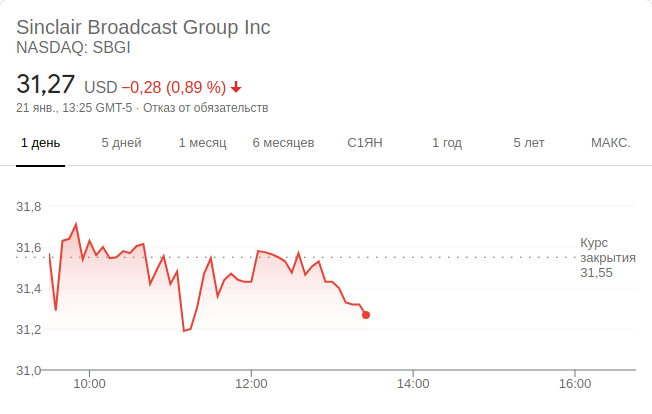 Sinclair Broadcast Group Inc
NASDAQ: SBGI
31,27 USD −0,28 (0,89 %)
21 янв., 13:25 GMT-5 · Отказ от обязательств
1 день 5 дней 1 месяц 6 месяцев С1ЯН 1 год 5 лет МАКС.
31,8
31,6
31,4
31,2
31,0
Курс
закрытия
31,55
10:00 12:00 14:00 16:00